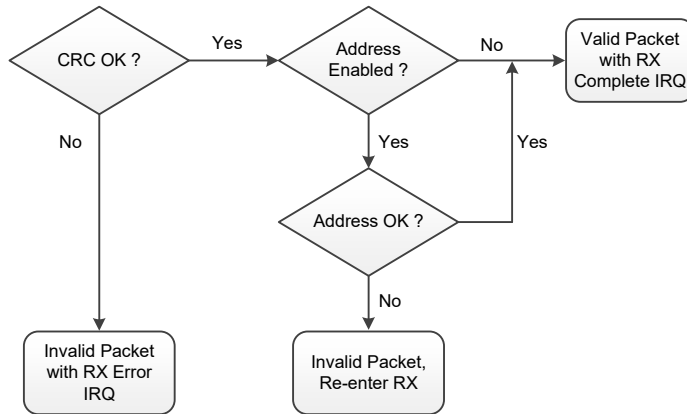 CRC OK ?
Yes
Address
Enabled ?
No
Valid Packet
with RX
Complete IRQ
No
Yes
Yes
Address OK ?
No
Invalid Packet
with RX Error
IRQ
Invalid Packet,
Re-enter RX